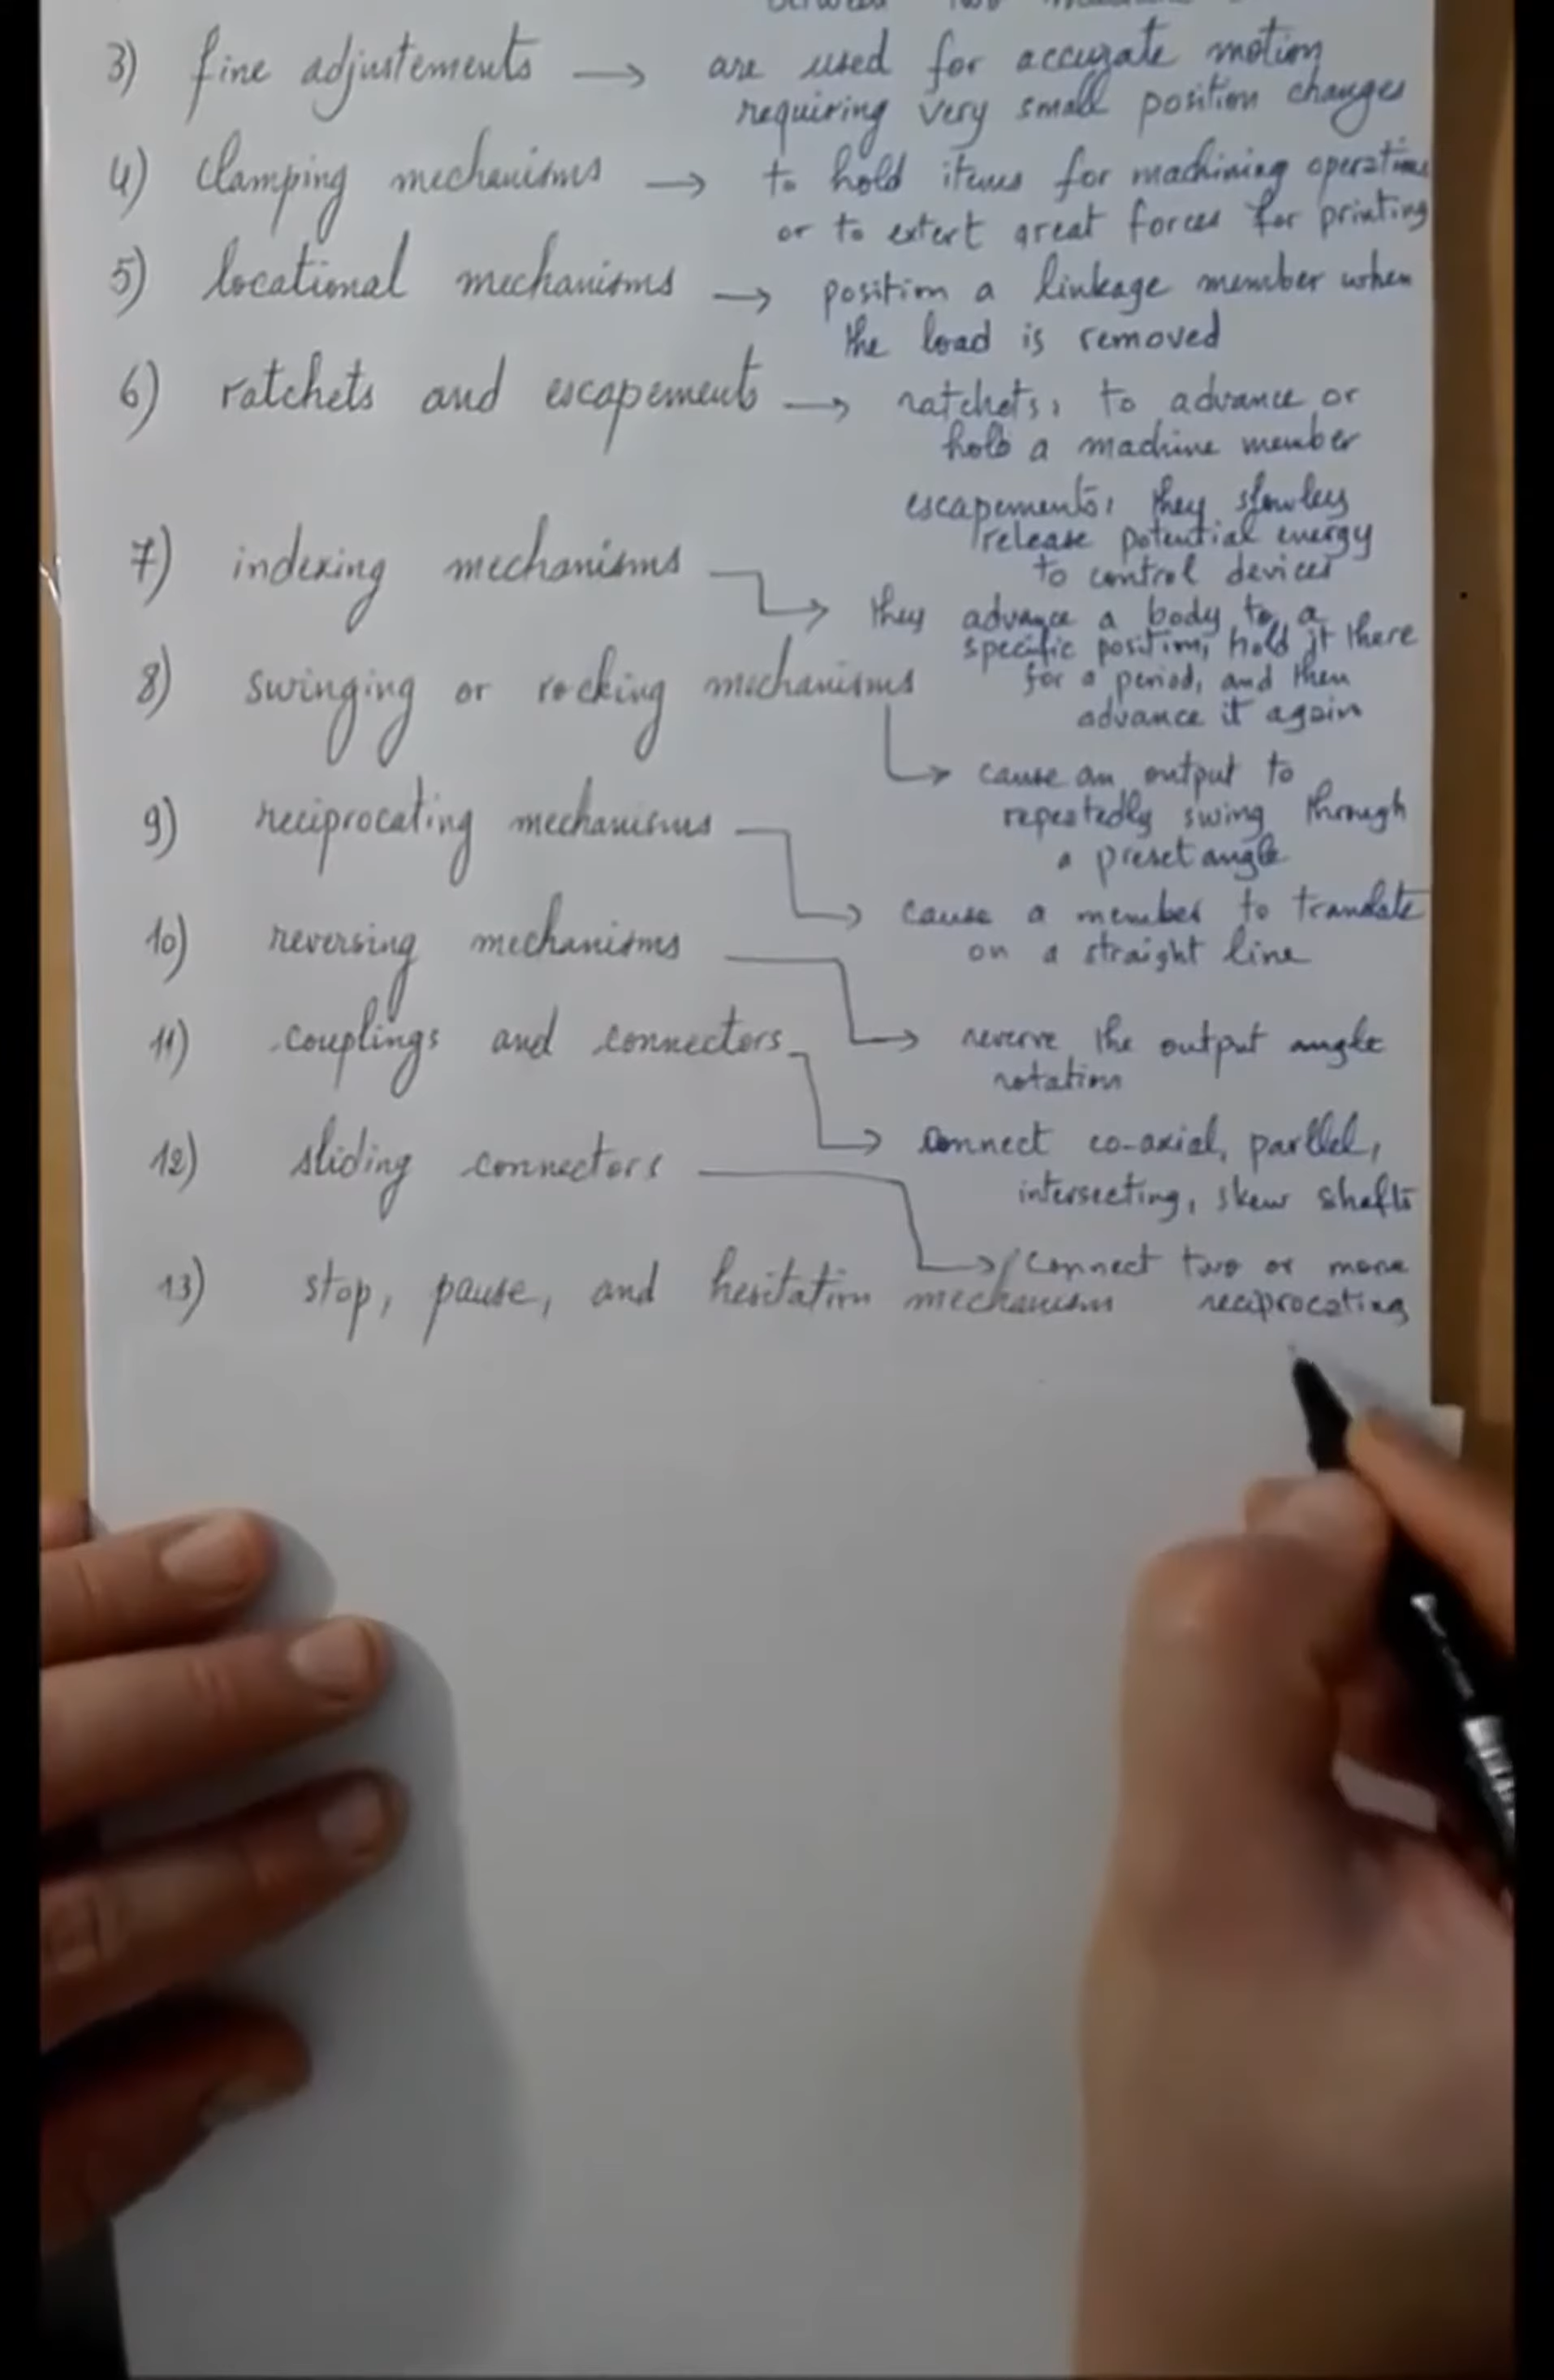 3) fine adjustements → are used for accurate motion
requiring very small position changes
4) clamping mechanisms → to hold items for machining operations
or to extert great forces for printing
5) locational mechanisms → position a linkage member when
the load is removed
6) ratchets and escapements → ratchets: to advance or
hold a machine member
escapements: they slowley
release potential energy
to control devices
7) indexing mechanisms → they advance a body to a
specific position, hold it there
for a period, and then
advance it again
8) swinging or rocking mechanisms
→ cause an output to
repeatedly swing through
a preset angle
9) reciprocating mechanisms
→ cause a member to translate
on a straight line
10) reversing mechanisms
→ reverse the output angle
rotation
11) couplings and connectors
→ connect co-axial, parallel,
intersecting, skew shafts
12) sliding connectors
→ connect two or more
reciprocating
13) stop, pause, and hesitation mechanism